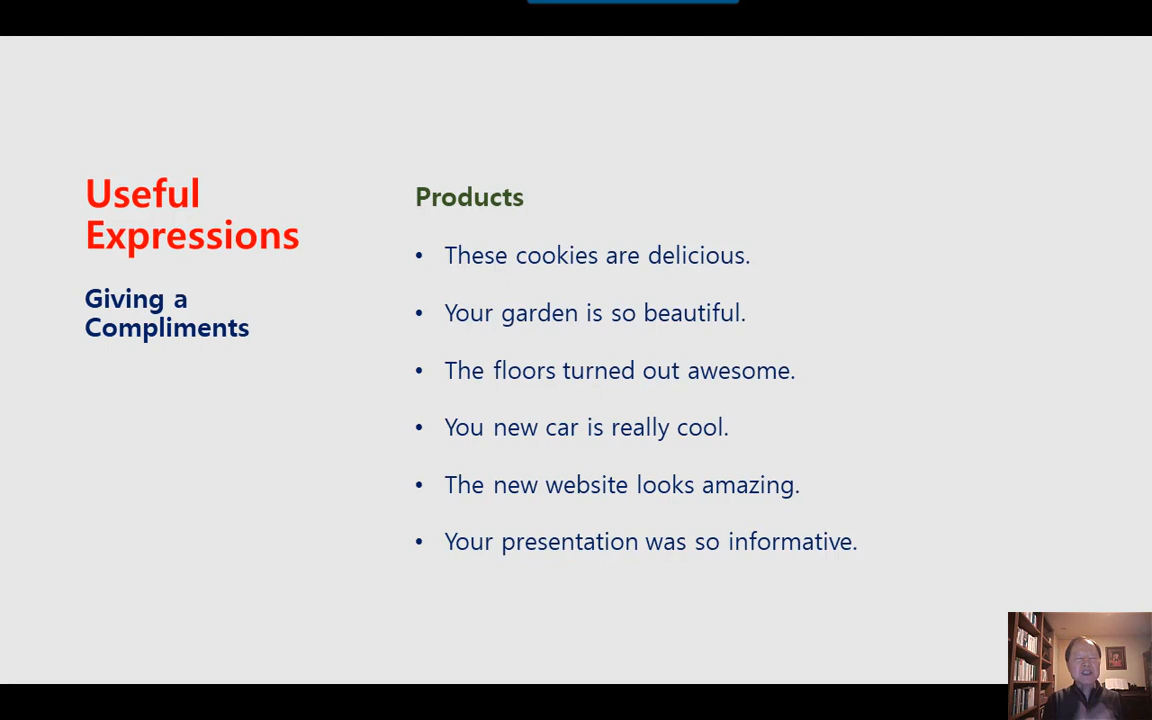 Useful
Expressions
Giving a
Compliments
Products
• These cookies are delicious.
• Your garden is so beautiful.
• The floors turned out awesome.
• You new car is really cool.
• The new website looks amazing.
• Your presentation was so informative.